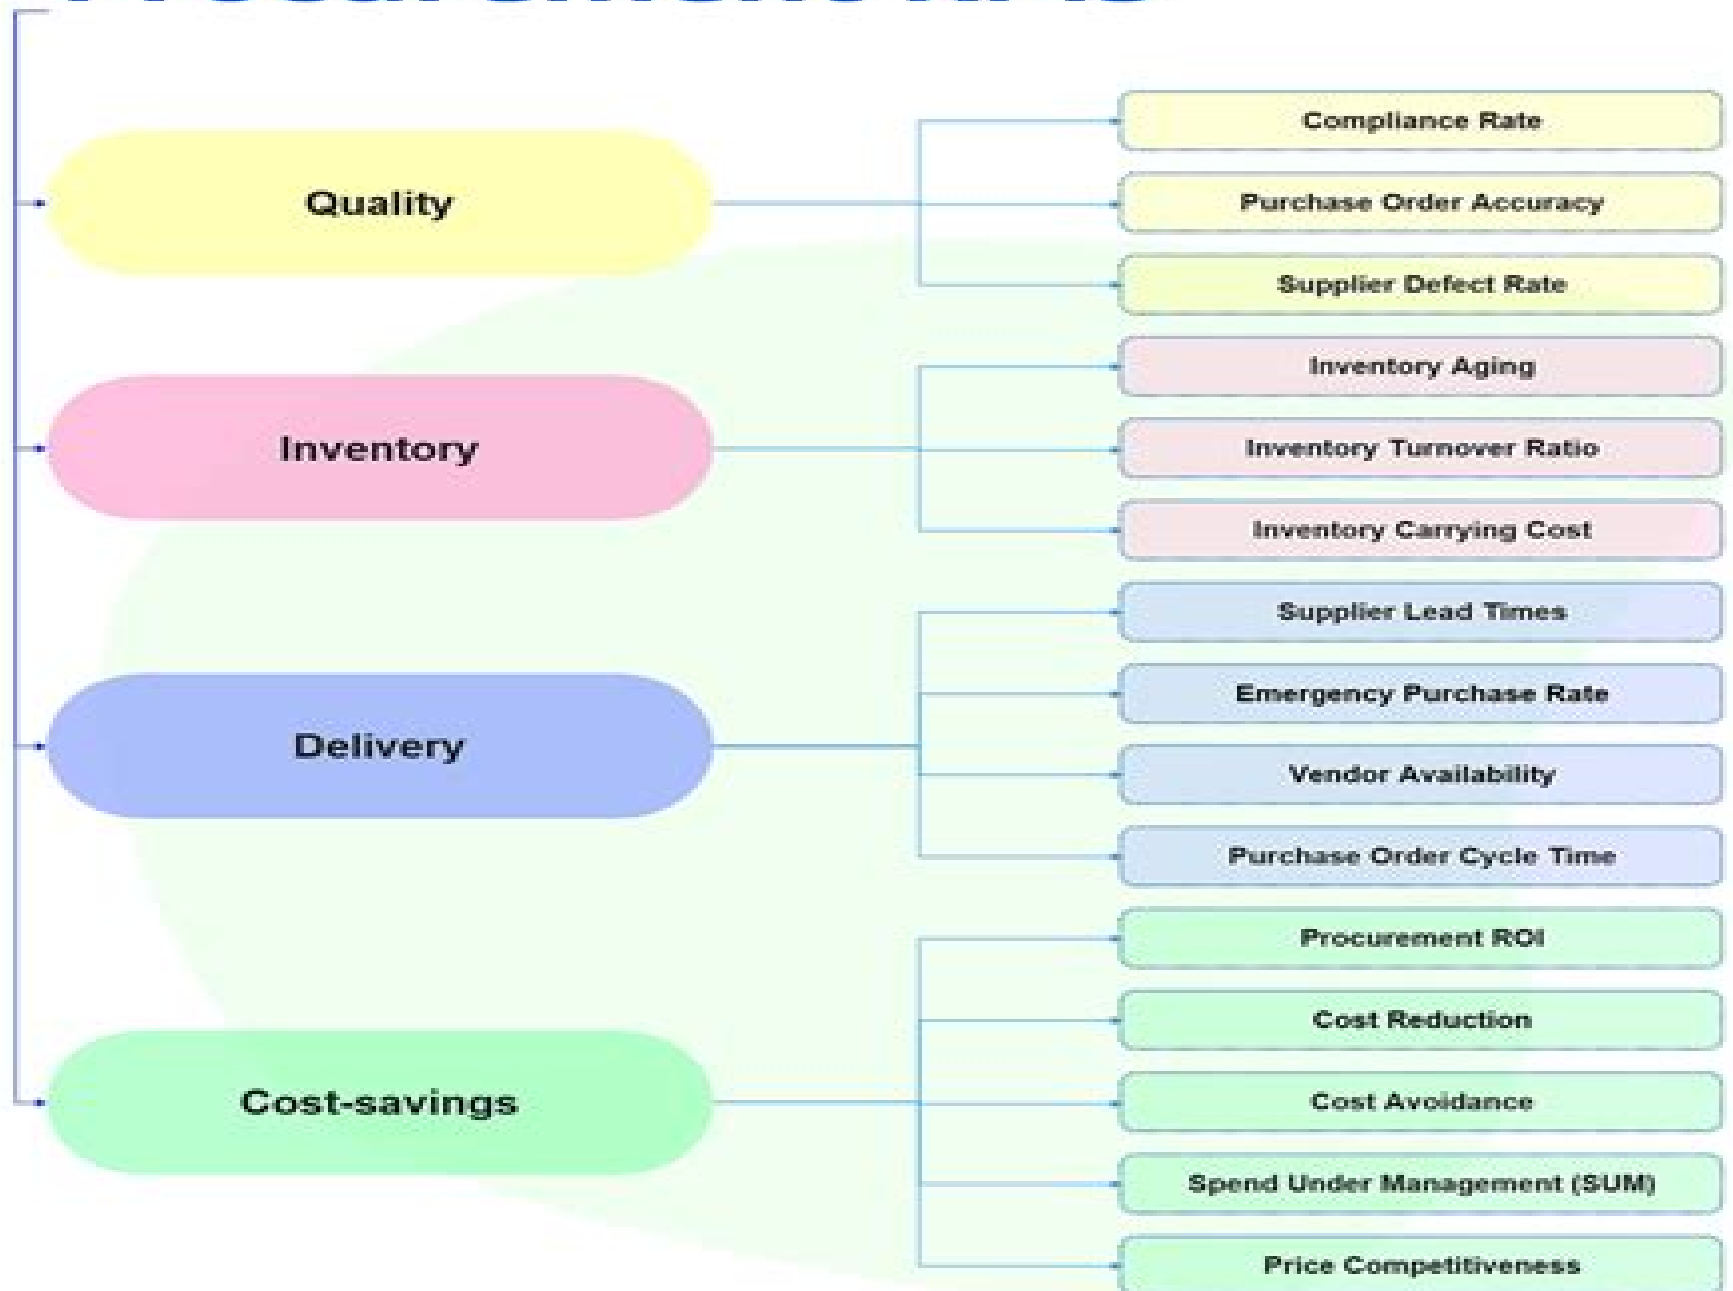 Quality
Compliance Rate
Purchase Order Accuracy
Supplier Defect Rate
Inventory
Inventory Aging
Inventory Turnover Ratio
Inventory Carrying Cost
Delivery
Supplier Lead Times
Emergency Purchase Rate
Vendor Availability
Purchase Order Cycle Time
Cost-savings
Procurement ROI
Cost Reduction
Cost Avoidance
Spend Under Management (SUM)
Price Competitiveness